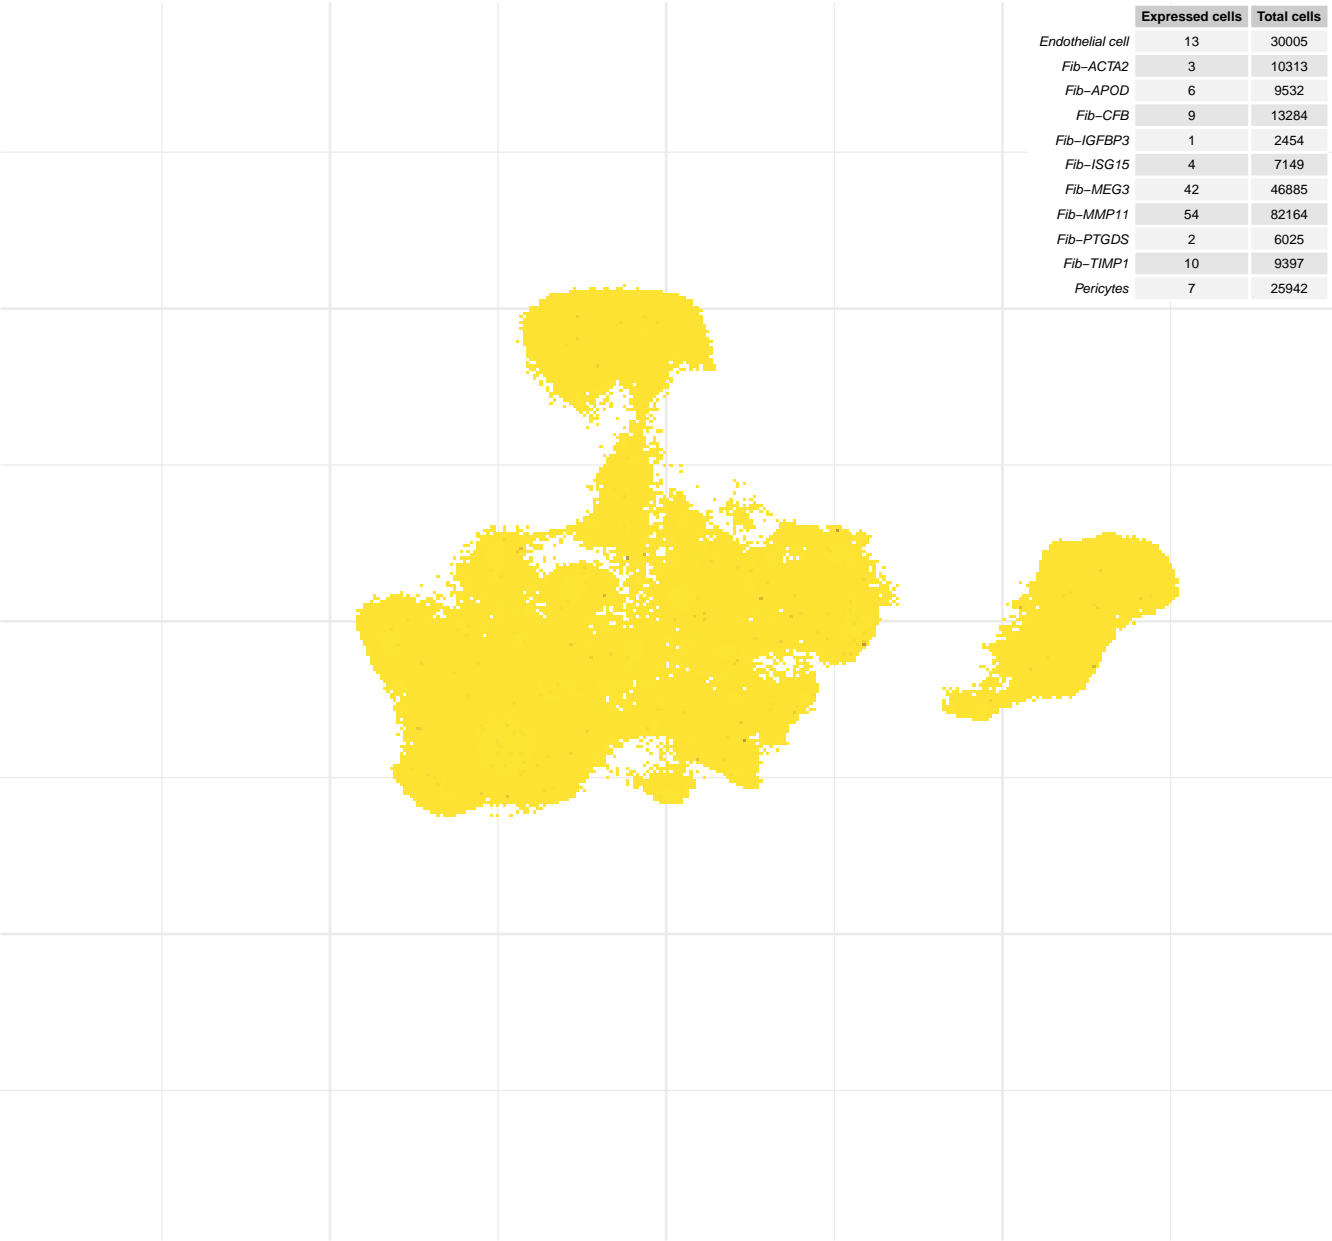 Expressed cells Total cells
Endothelial cell 13 30005
Fib−ACTA2 3 10313
Fib−APOD 6 9532
Fib−CFB 9 13284
Fib−IGFBP3 1 2454
Fib−ISG15 4 7149
Fib−MEG3 42 46885
Fib−MMP11 54 82164
Fib−PTGDS 2 6025
Fib−TIMP1 10 9397
Pericytes 7 25942